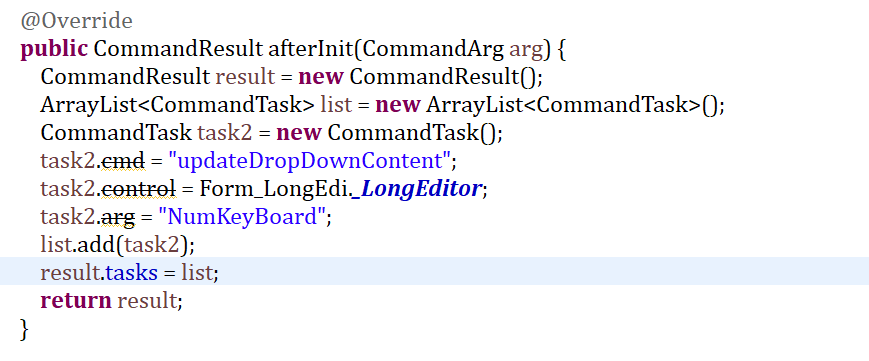 @Override
public CommandResult afterInit(CommandArg arg) {
CommandResult result = new CommandResult();
ArrayList<CommandTask> list = new ArrayList<CommandTask>();
CommandTask task2 = new CommandTask();
task2.cmd = "updateDropDownContent";
task2.control = Form_LongEdi._LongEditor;
task2.arg = "NumKeyBoard";
list.add(task2);
result.tasks = list;
return result;
}